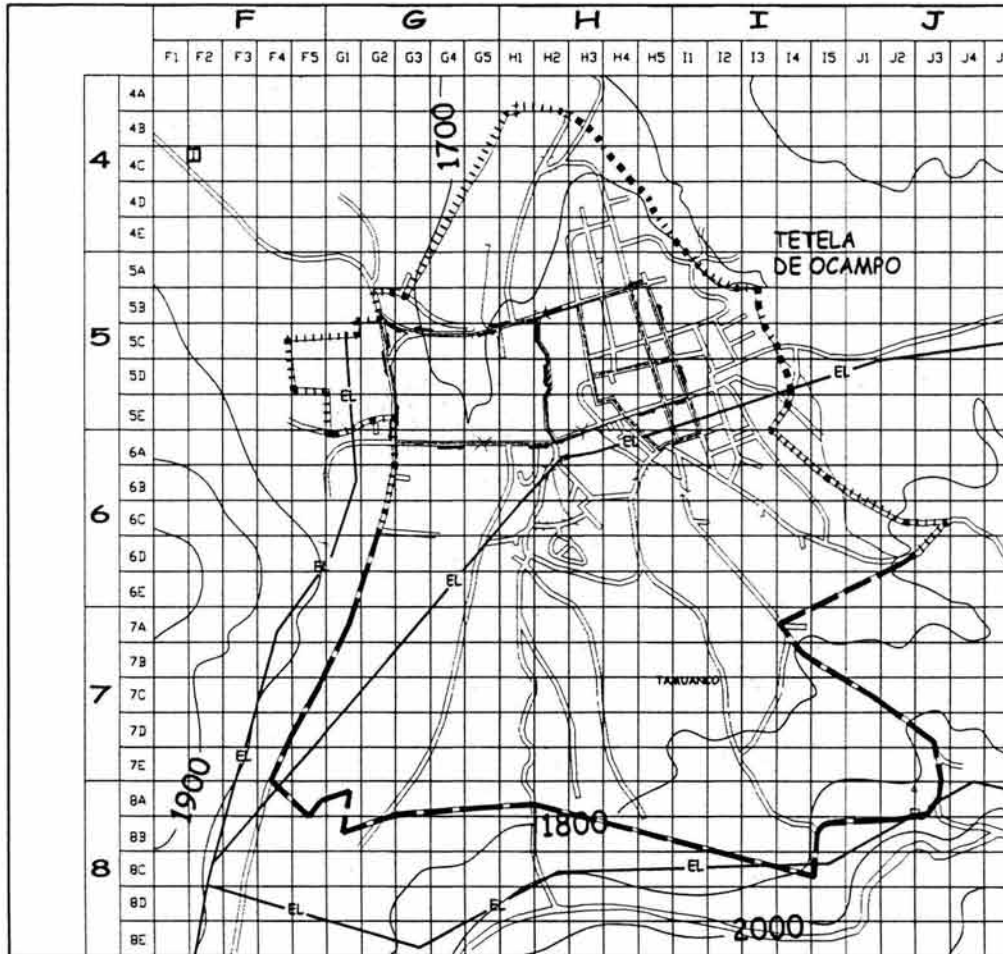 F G H I J
F1 F2 F3 F4 F5 G1 G2 G3 G4 G5 H1 H2 H3 H4 H5 I1 I2 I3 I4 I5 J1 J2 J3 J4 J
4
4A
4B
4C
4D
4E
5
5A
5B
5C
5D
5E
6
6A
6B
6C
6D
6E
7
7A
7B
7C
7D
7E
8
8A
8B
8C
8D
8E
1700
TETELA
DE OCAMPO
EL
EL
EL
EL
EL
EL
1900
1800
EL
EL
EL
2000